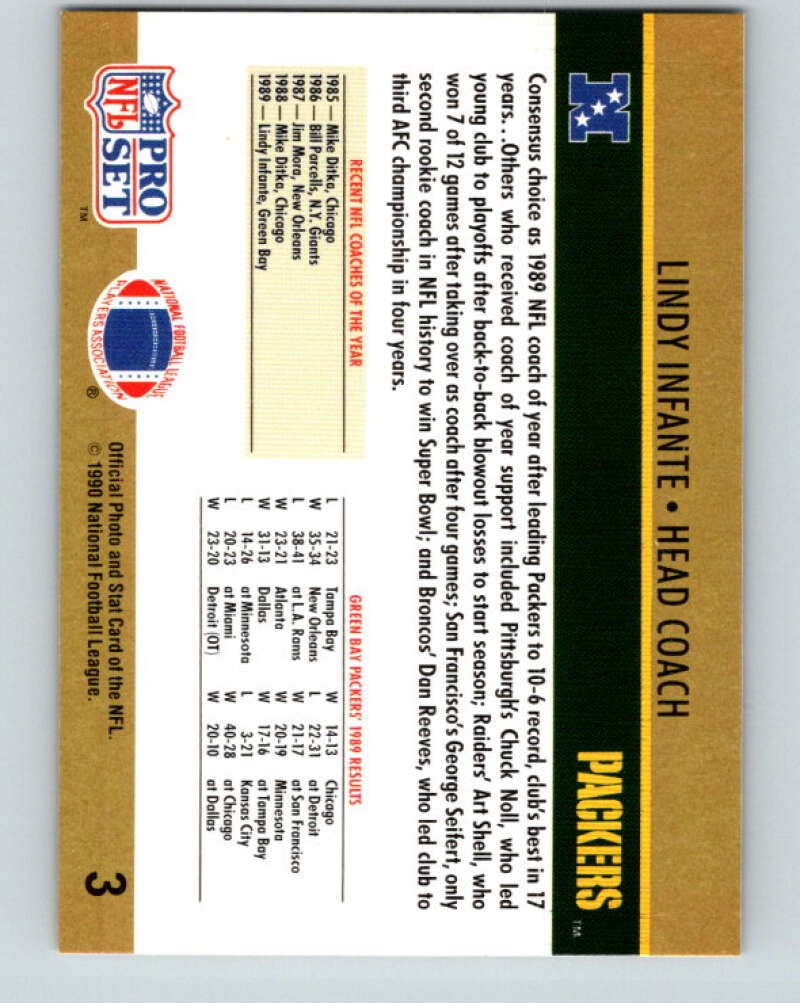 LINDY INFANTE • HEAD COACH
PACKERS
TM
Consensus choice as 1989 NFL coach of year after leading Packers to 10-6 record, club's best in 17
years...Others who received coach of year support included Pittsburgh's Chuck Noll, who led
young club to playoffs after back-to-back blowout losses to start season; Raiders' Art Shell, who
won 7 of 12 games after taking over as coach after four games; San Francisco's George Seifert, only
second rookie coach in NFL history to win Super Bowl; and Broncos' Dan Reeves, who led club to
third AFC championship in four years.
RECENT NFL COACHES OF THE YEAR
1985 — Mike Ditka, Chicago
1986 — Bill Parcells, N.Y. Giants
1987 — Jim Mora, New Orleans
1988 — Mike Ditka, Chicago
1989 — Lindy Infante, Green Bay
GREEN BAY PACKERS' 1989 RESULTS
L 21-23 Tampa Bay W 14-13 Chicago
W 35-34 New Orleans L 22-31 at Detroit
L 38-41 at L.A. Rams W 21-17 at San Francisco
W 23-21 Atlanta W 20-19 Minnesota
W 31-13 Dallas W 17-16 at Tampa Bay
L 14-26 at Minnesota L 3-21 Kansas City
L 20-23 at Miami W 40-28 at Chicago
W 23-20 Detroit (OT) W 20-10 at Dallas
NFL PRO SET
TM
NATIONAL FOOTBALL LEAGUE
PLAYERS ASSOCIATION
®
Official Photo and Stat Card of the NFL.
© 1990 National Football League.
3